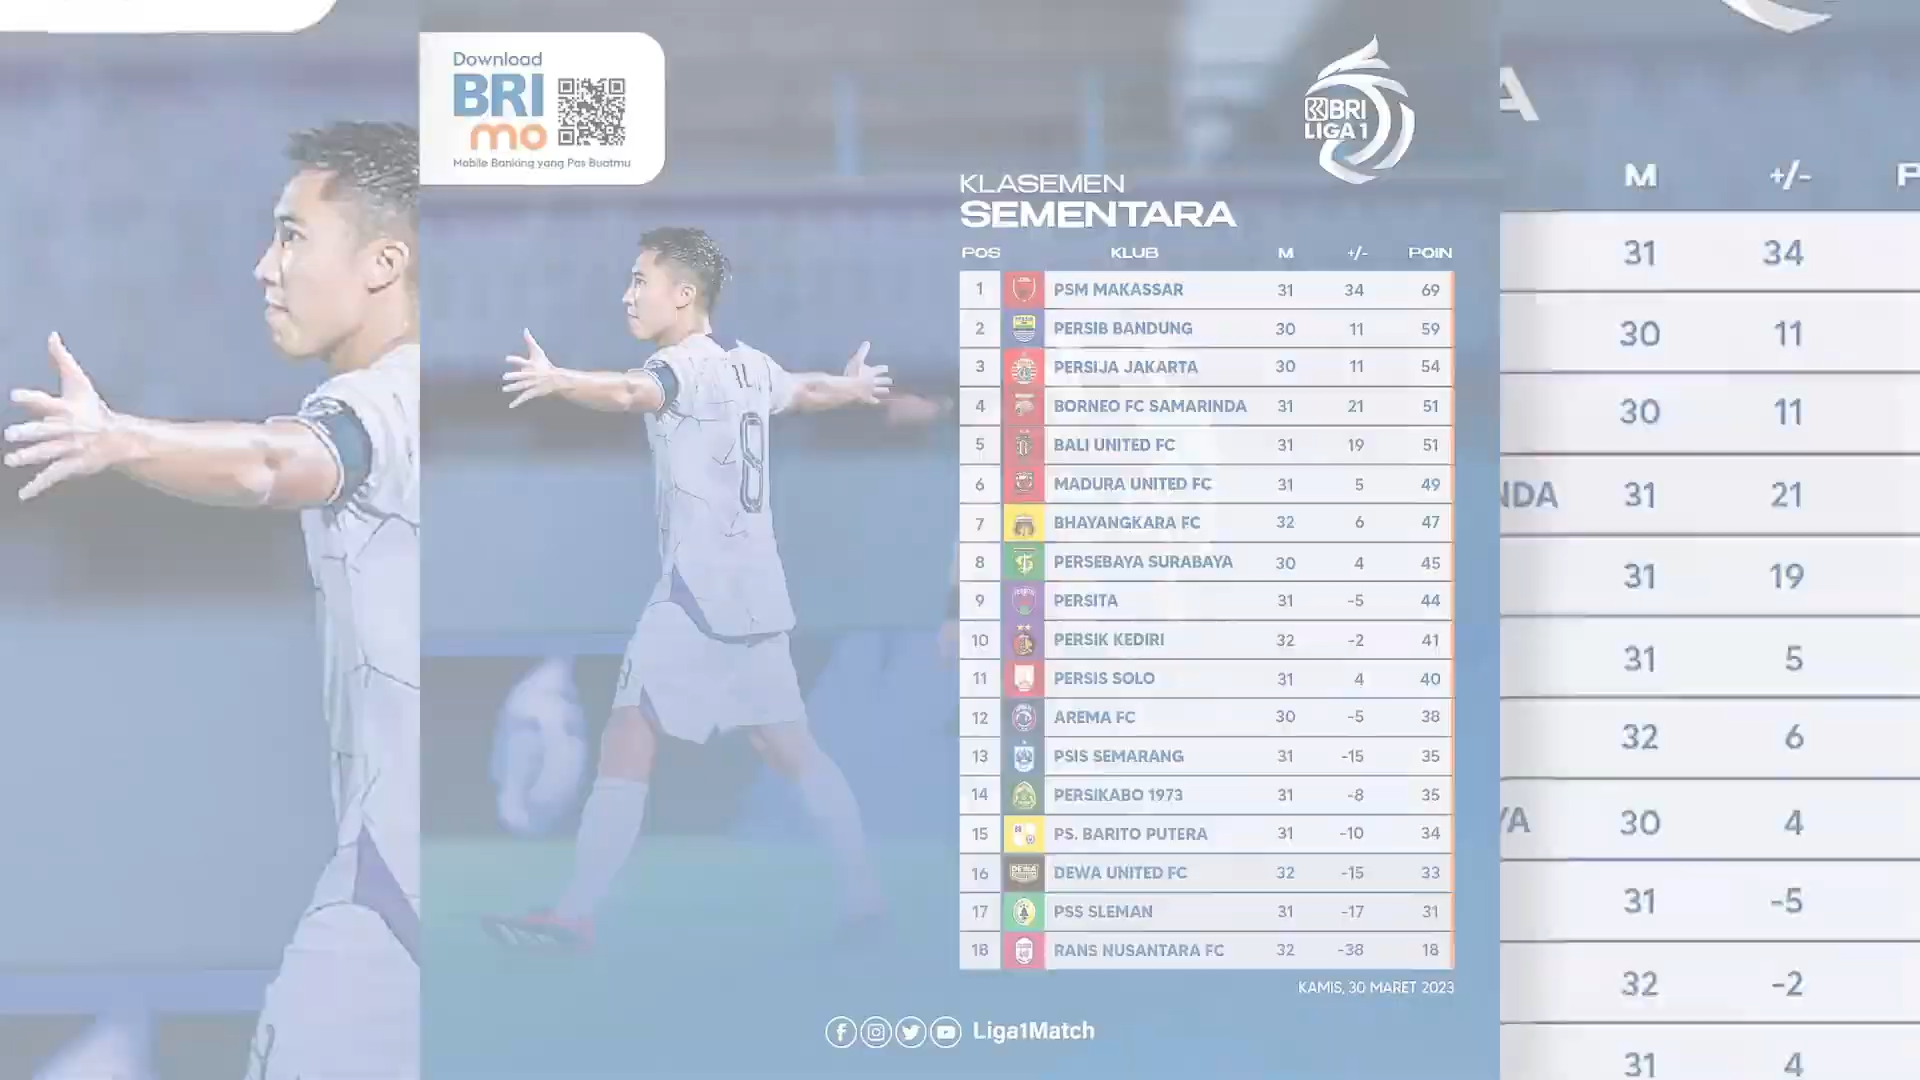 Download
BRI
mo
Mobile Banking yang Pas Buatmu
BRI
LIGA 1
KLASEMEN
SEMENTARA
POS KLUB M +/- POIN
1 PSM MAKASSAR 31 34 69
2 PERSIB BANDUNG 30 11 59
3 PERSIJA JAKARTA 30 11 54
4 BORNEO FC SAMARINDA 31 21 51
5 BALI UNITED FC 31 19 51
6 MADURA UNITED FC 31 5 49
7 BHAYANGKARA FC 32 6 47
8 PERSEBAYA SURABAYA 30 4 45
9 PERSITA 31 -5 44
10 PERSIK KEDIRI 32 -2 41
11 PERSIS SOLO 31 4 40
12 AREMA FC 30 -5 38
13 PSIS SEMARANG 31 -15 35
14 PERSIKABO 1973 31 -8 35
15 PS. BARITO PUTERA 31 -10 34
16 DEWA UNITED FC 32 -15 33
17 PSS SLEMAN 31 -17 31
18 RANS NUSANTARA FC 32 -38 18
KAMIS, 30 MARET 2023
Liga1Match
8
A
M +/- P
31 34
30 11
30 11
NDA 31 21
31 19
31 5
32 6
YA 30 4
31 -5
32 -2
31 4